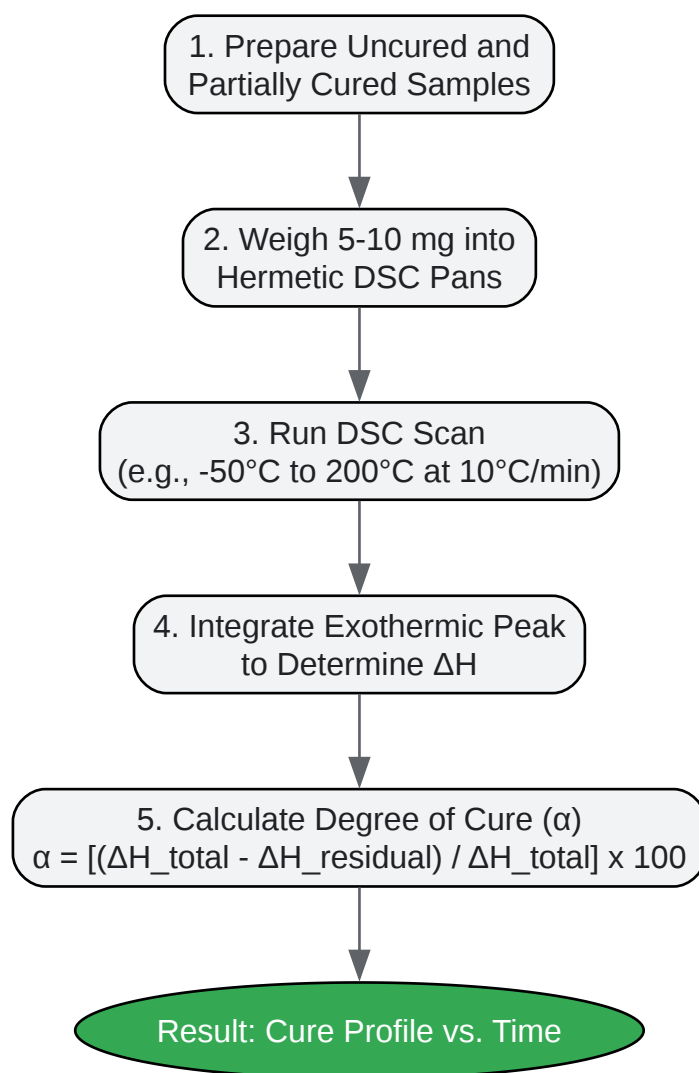 1. Prepare Uncured and
Partially Cured Samples
2. Weigh 5-10 mg into
Hermetic DSC Pans
3. Run DSC Scan
(e.g., -50°C to 200°C at 10°C/min)
4. Integrate Exothermic Peak
to Determine ΔH
5. Calculate Degree of Cure (α)
α = [(ΔH_total - ΔH_residual) / ΔH_total] x 100
Result: Cure Profile vs. Time